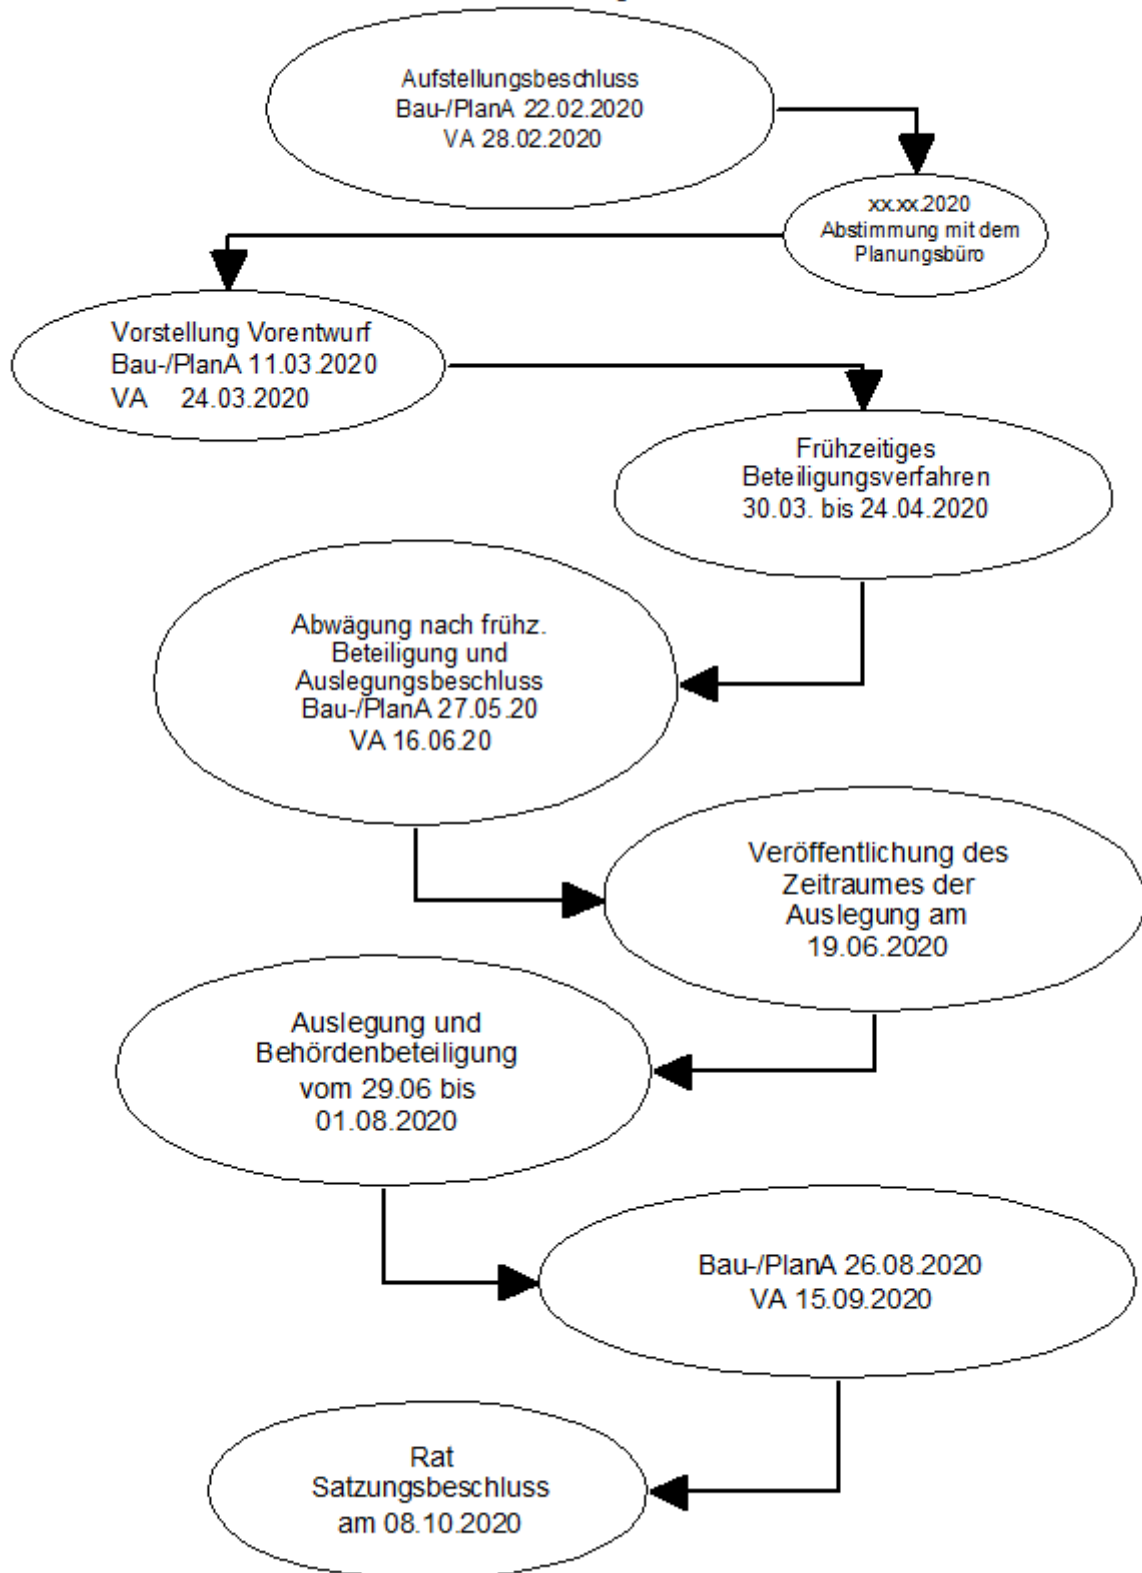 Aufstellungsbeschluss
Bau-/PlanA 22.02.2020
VA 28.02.2020
xx.xx.2020
Abstimmung mit dem
Planungsbüro
Vorstellung Vorentwurf
Bau-/PlanA 11.03.2020
VA 24.03.2020
Frühzeitiges
Beteiligungsverfahren
30.03. bis 24.04.2020
Abwägung nach frühz.
Beteiligung und
Auslegungsbeschluss
Bau-/PlanA 27.05.20
VA 16.06.20
Veröffentlichung des
Zeitraumes der
Auslegung am
19.06.2020
Auslegung und
Behördenbeteiligung
vom 29.06 bis
01.08.2020
Bau-/PlanA 26.08.2020
VA 15.09.2020
Rat
Satzungsbeschluss
am 08.10.2020